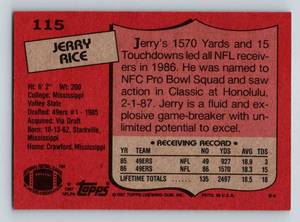 115
JERRY
RICE
Ht: 6' 2" Wt: 200
College: Mississippi
Valley State
Drafted: 49ers #1 - 1985
Acquired: Via Draft
Born: 10-13-62, Starkville,
Mississippi
Home: Crawford, Mississippi
Jerry's 1570 Yards and 15
Touchdowns led all NFL receiv-
ers in 1986. He was named to
NFC Pro Bowl Squad and saw
action in Classic at Honolulu,
2-1-87. Jerry is a fluid and ex-
plosive game-breaker with un-
limited potential to excel.
RECEIVING RECORD
YEAR TEAM
85 49ERS 49 927 18.9 3
86 49ERS 86 1570 18.3 15
LIFETIME TOTALS 135 2497 18.5 18
Topps